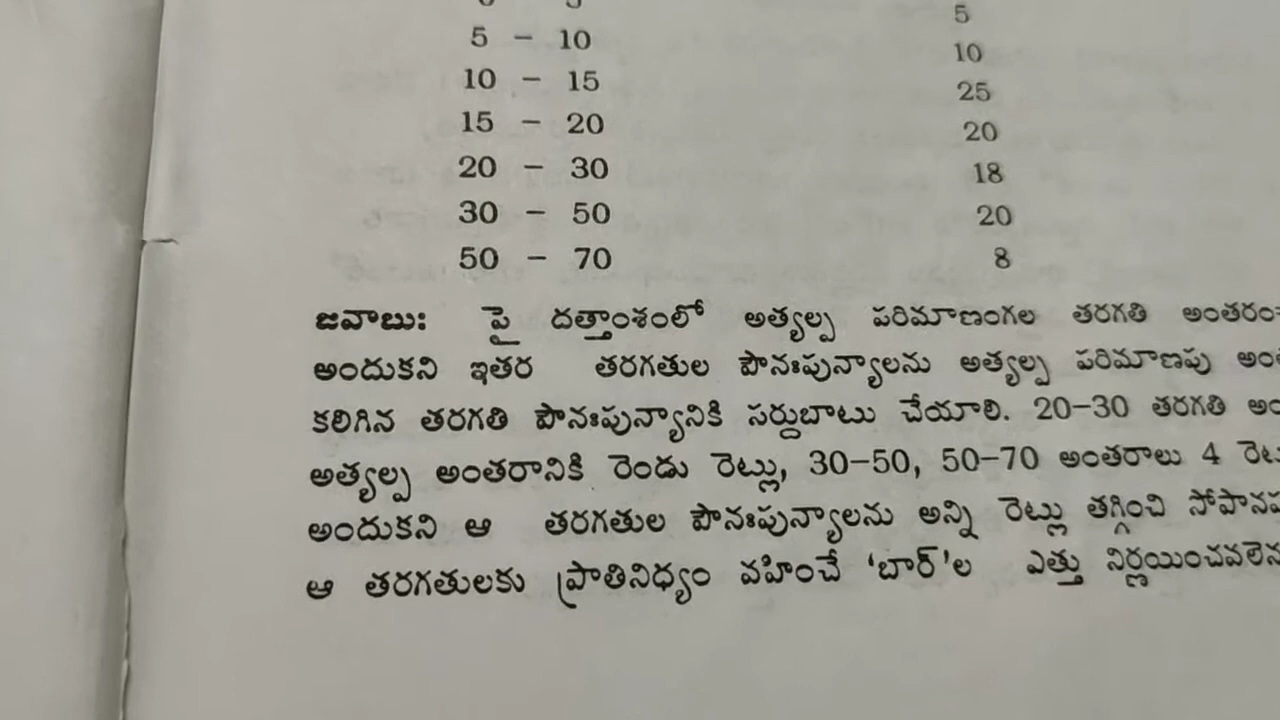 5
5 – 10 10
10 – 15 25
15 – 20 20
20 – 30 18
30 – 50 20
50 – 70 8
జవాబు: పై దత్తాంశంలో అత్యల్ప పరిమాణంగల తరగతి
అందుకని ఇతర తరగతుల పౌనఃపున్యాలను అత్యల్ప పరిమాణపు
కలిగిన తరగతి పౌనఃపున్యానికి సర్దుబాటు చేయాలి. 20–30 తరగతి
అత్యల్ప అంతరానికి రెండు రెట్లు, 30–50, 50–70 అంతరాలు 4
అందుకని ఆ తరగతుల పౌనఃపున్యాలను అన్ని రెట్లు తగ్గించి
ఆ తరగతులకు ప్రాతినిధ్యం వహించే ‘బార్’ల ఎత్తు